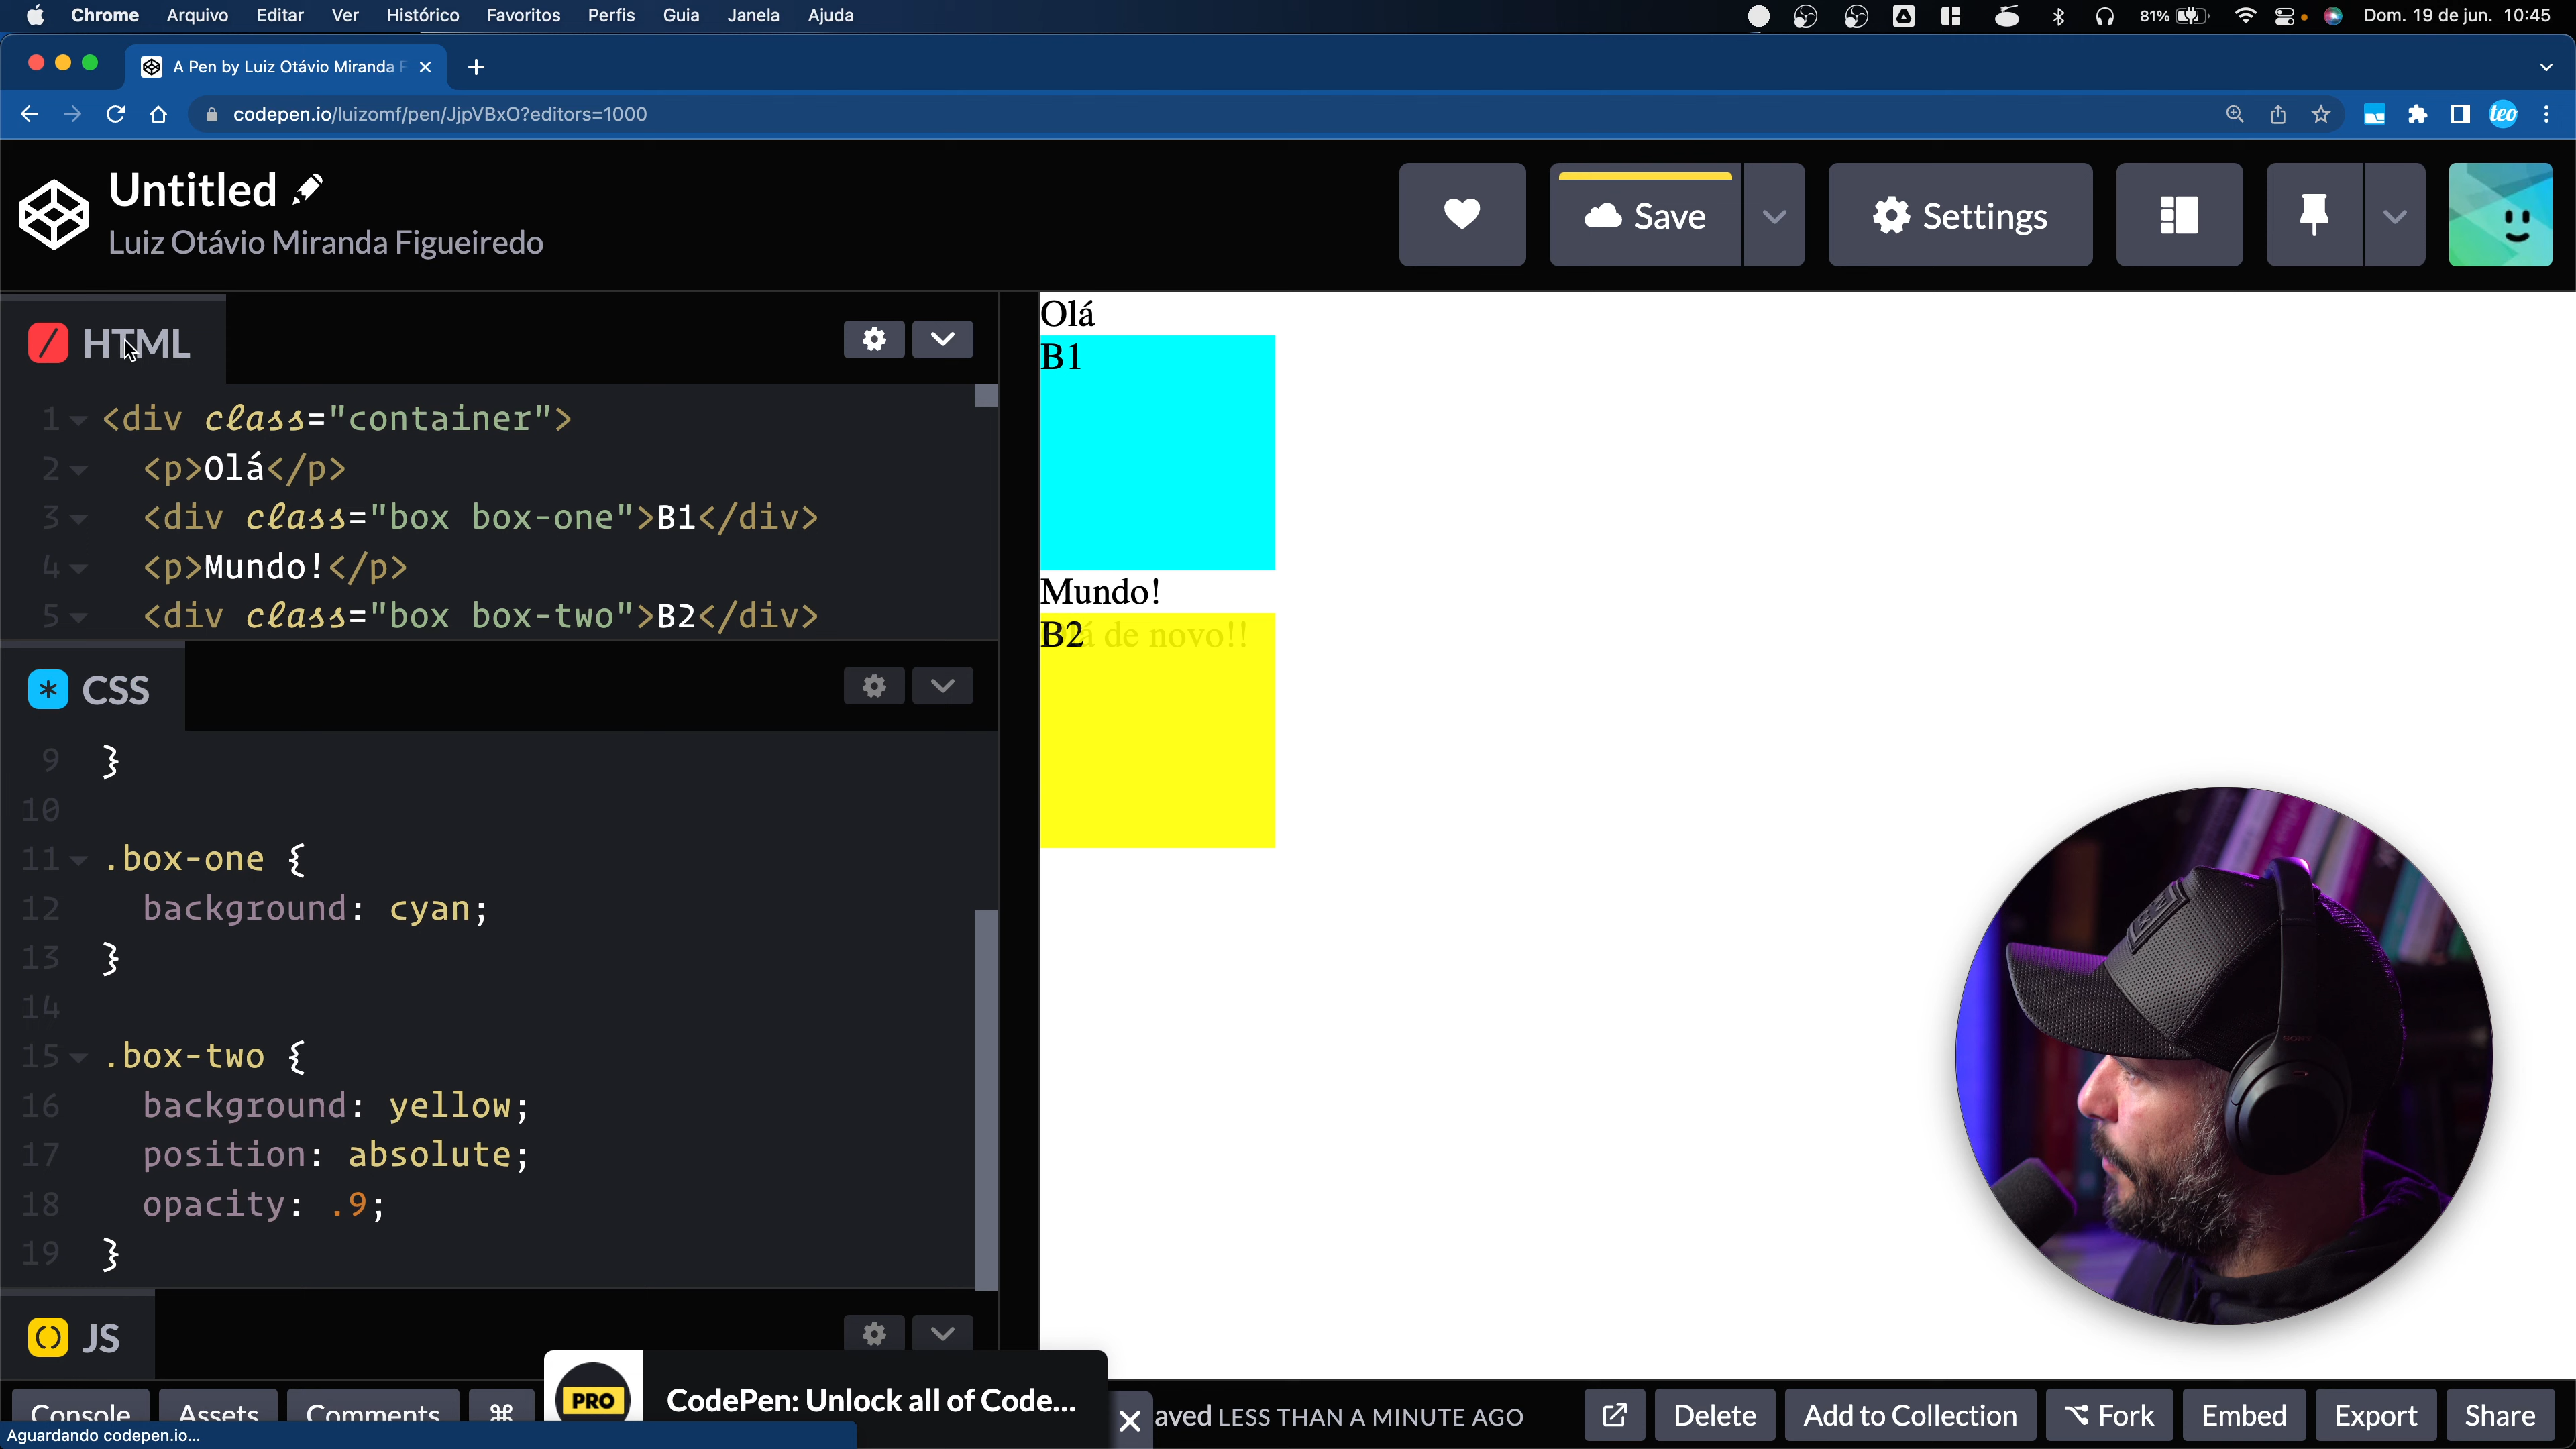 Chrome Arquivo Editar Ver Histórico Favoritos Perfis Guia Janela Ajuda 81% Dom. 19 de jun. 10:45
A Pen by Luiz Otávio Miranda F
codepen.io/luizomf/pen/JjpVBxO?editors=1000
teo
Untitled
Luiz Otávio Miranda Figueiredo
Save
Settings
HTML
1 <div class="container">
2 <p>Olá</p>
3 <div class="box box-one">B1</div>
4 <p>Mundo!</p>
5 <div class="box box-two">B2</div>
CSS
9 }
10
11 .box-one {
12 background: cyan;
13 }
14
15 .box-two {
16 background: yellow;
17 position: absolute;
18 opacity: .9;
19 }
JS
Olá
B1
Mundo!
B2
á de novo!!
Console Assets Comments ⌘
PRO CodePen: Unlock all of Code...
aved LESS THAN A MINUTE AGO
Delete Add to Collection Fork Embed Export Share
Aguardando codepen.io...